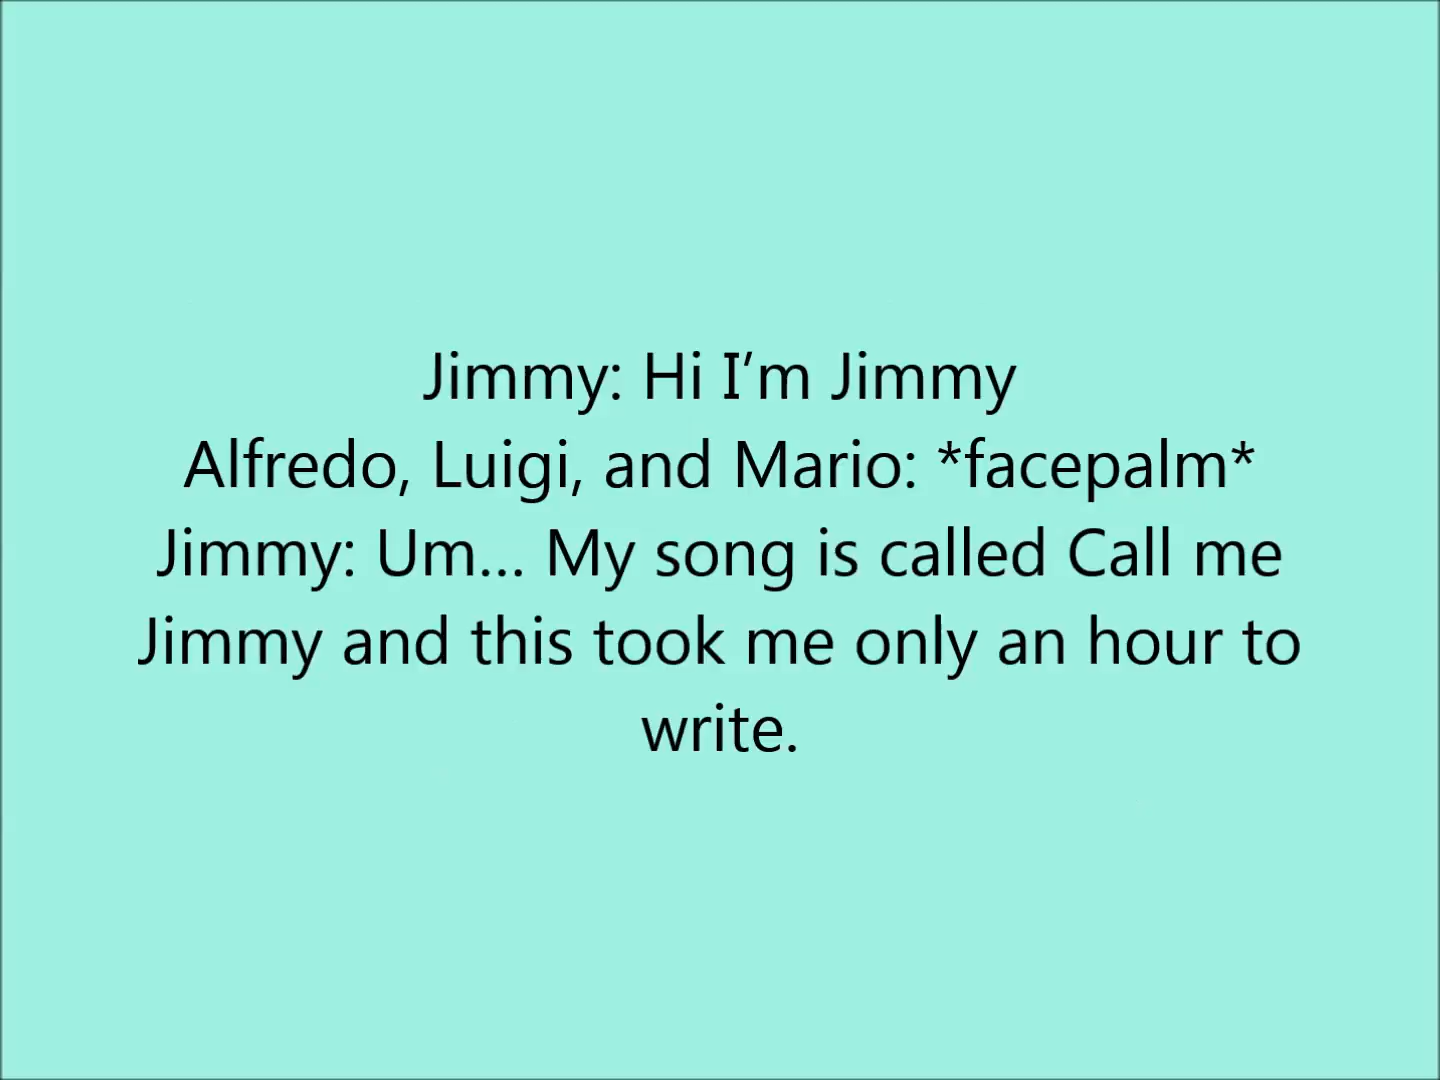 Jimmy: Hi I’m Jimmy
Alfredo, Luigi, and Mario: *facepalm*
Jimmy: Um… My song is called Call me
Jimmy and this took me only an hour to
write.